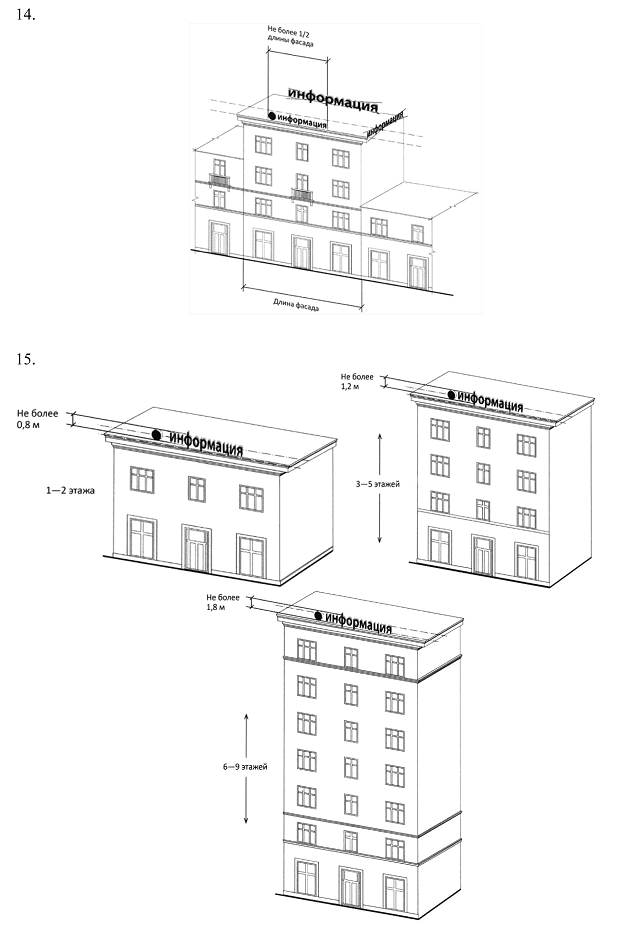 14.
Не более 1/2
длины фасада
информация
информация
информация
Длина фасада
15.
Не более
1,2 м
информация
Не более
0,8 м
информация
3—5 этажей
1—2 этажа
Не более
1,8 м
информация
6—9 этажей